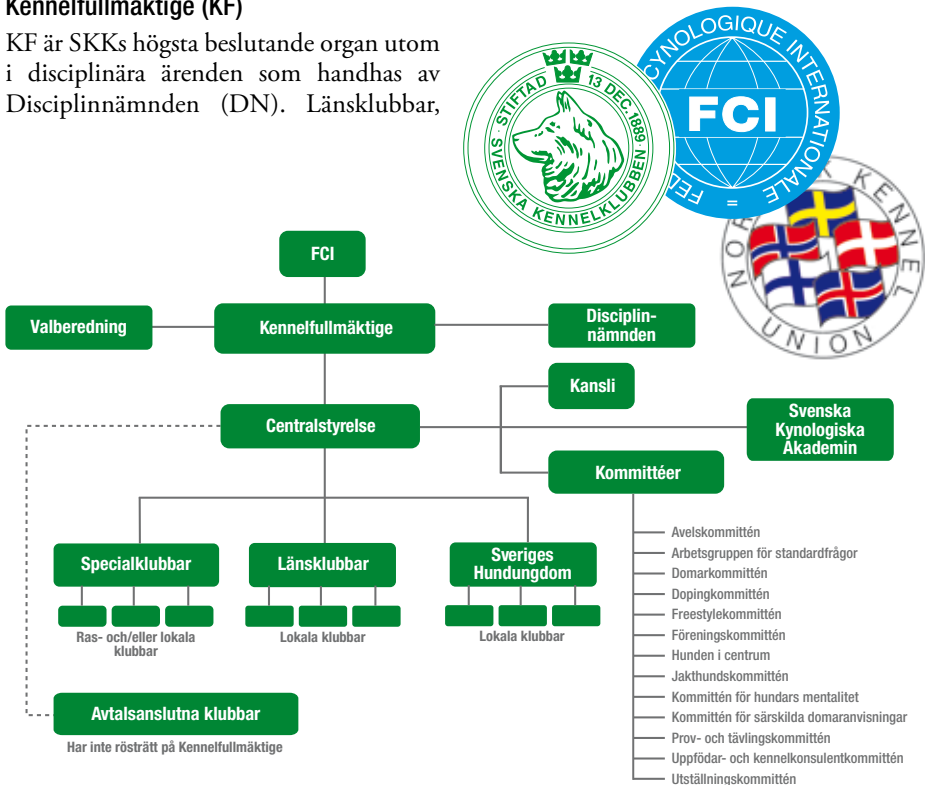 Kennelfullmäktige (KF)
KF är SKKs högsta beslutande organ utom
i disciplinära ärenden som handhas av
Disciplinnämnden (DN). Länsklubbar,
SVENSKA KENNELKLUBBEN · STIFTAD 13 DEC. 1889
CYNOLOGIQUE INTERNATIONALE
FCI
KENNEL
UNION
FCI
Valberedning
Kennelfullmäktige
Disciplin-
nämnden
Kansli
Centralstyrelse
Svenska
Kynologiska
Akademin
Kommittéer
Specialklubbar
Länsklubbar
Sveriges
Hundungdom
Ras- och/eller lokala
klubbar
Lokala klubbar
Lokala klubbar
Avtalsanslutna klubbar
Har inte rösträtt på Kennelfullmäktige
Avelskommittén
Arbetsgruppen för standardfrågor
Domarkommittén
Dopingkommittén
Freestylekommittén
Föreningskommittén
Hunden i centrum
Jakthundskommittén
Kommittén för hundars mentalitet
Kommittén för särskilda domaranvisningar
Prov- och tävlingskommittén
Uppfödar- och kennelkonsulentkommittén
Utställningskommittén